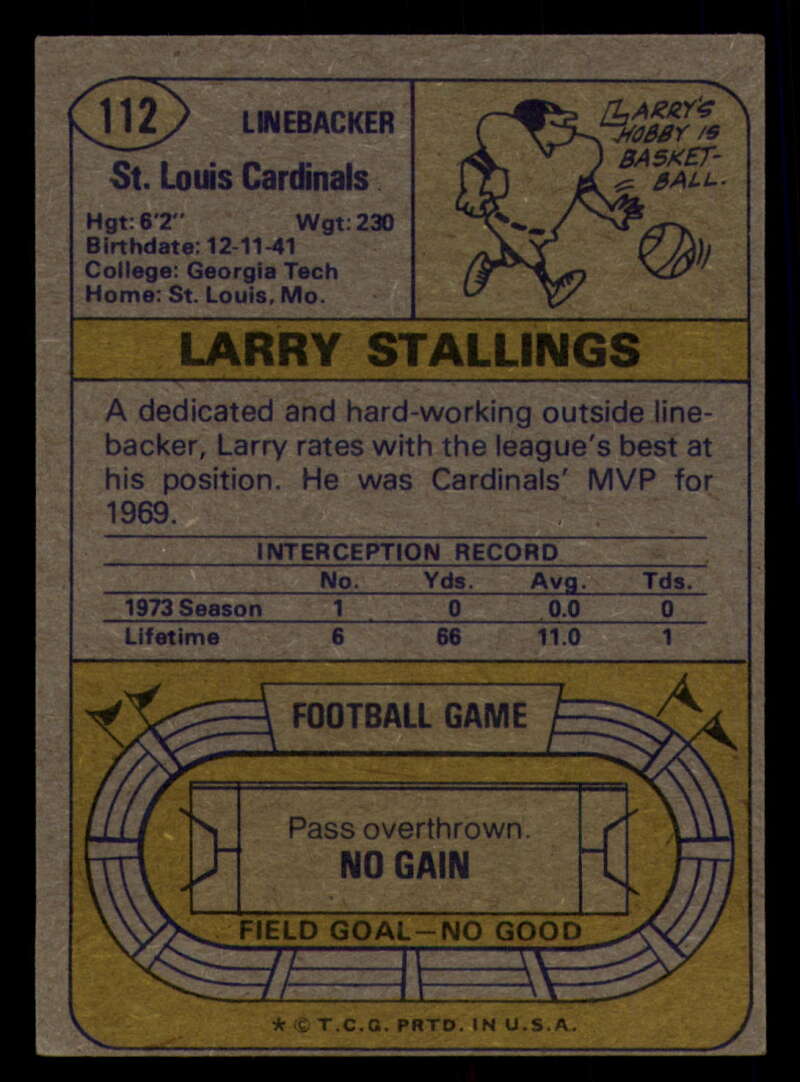 112
LINEBACKER
St. Louis Cardinals
Hgt: 6'2"  Wgt: 230
Birthdate: 12-11-41
College: Georgia Tech
Home: St. Louis, Mo.
LARRY'S
HOBBY IS
BASKET-
BALL.
LARRY STALLINGS
A dedicated and hard-working outside line-
backer, Larry rates with the league's best at
his position. He was Cardinals' MVP for
1969.
INTERCEPTION RECORD
No. Yds. Avg. Tds.
1973 Season 1 0 0.0 0
Lifetime 6 66 11.0 1
FOOTBALL GAME
Pass overthrown.
NO GAIN
FIELD GOAL—NO GOOD
* © T.C.G. PRTD. IN U.S.A.